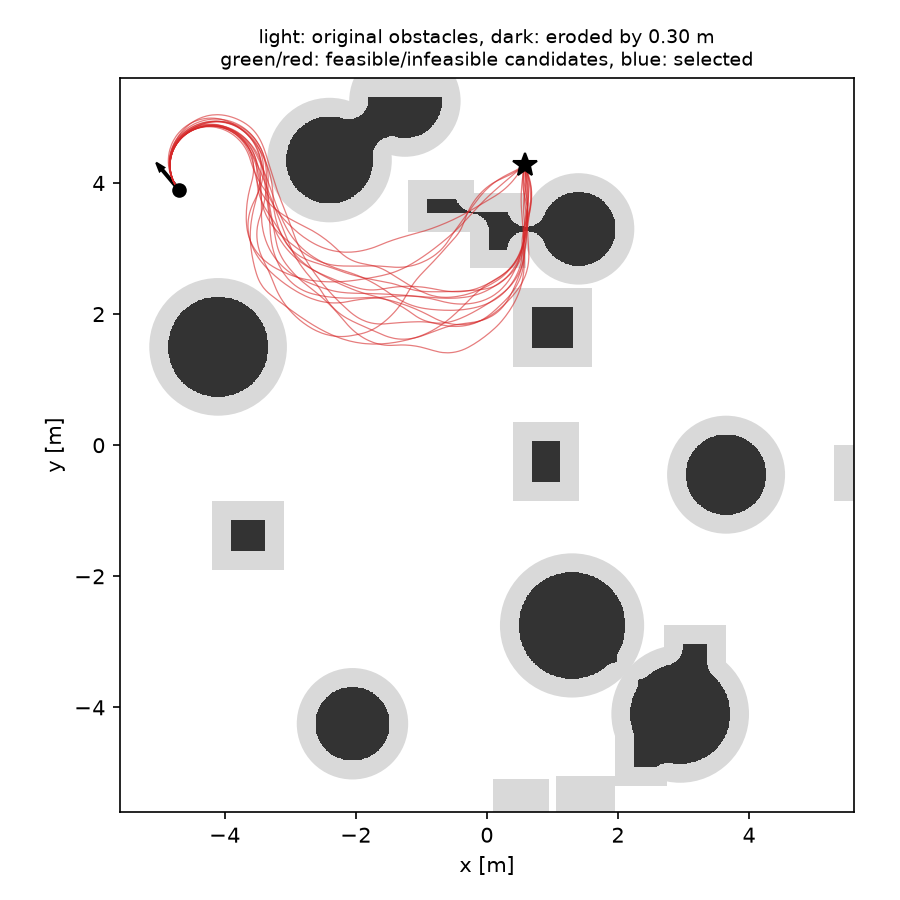 light: original obstacles, dark: eroded by 0.30 m
green/red: feasible/infeasible candidates, blue: selected
y [m]
4
2
0
−2
−4
−4
−2
0
2
4
x [m]